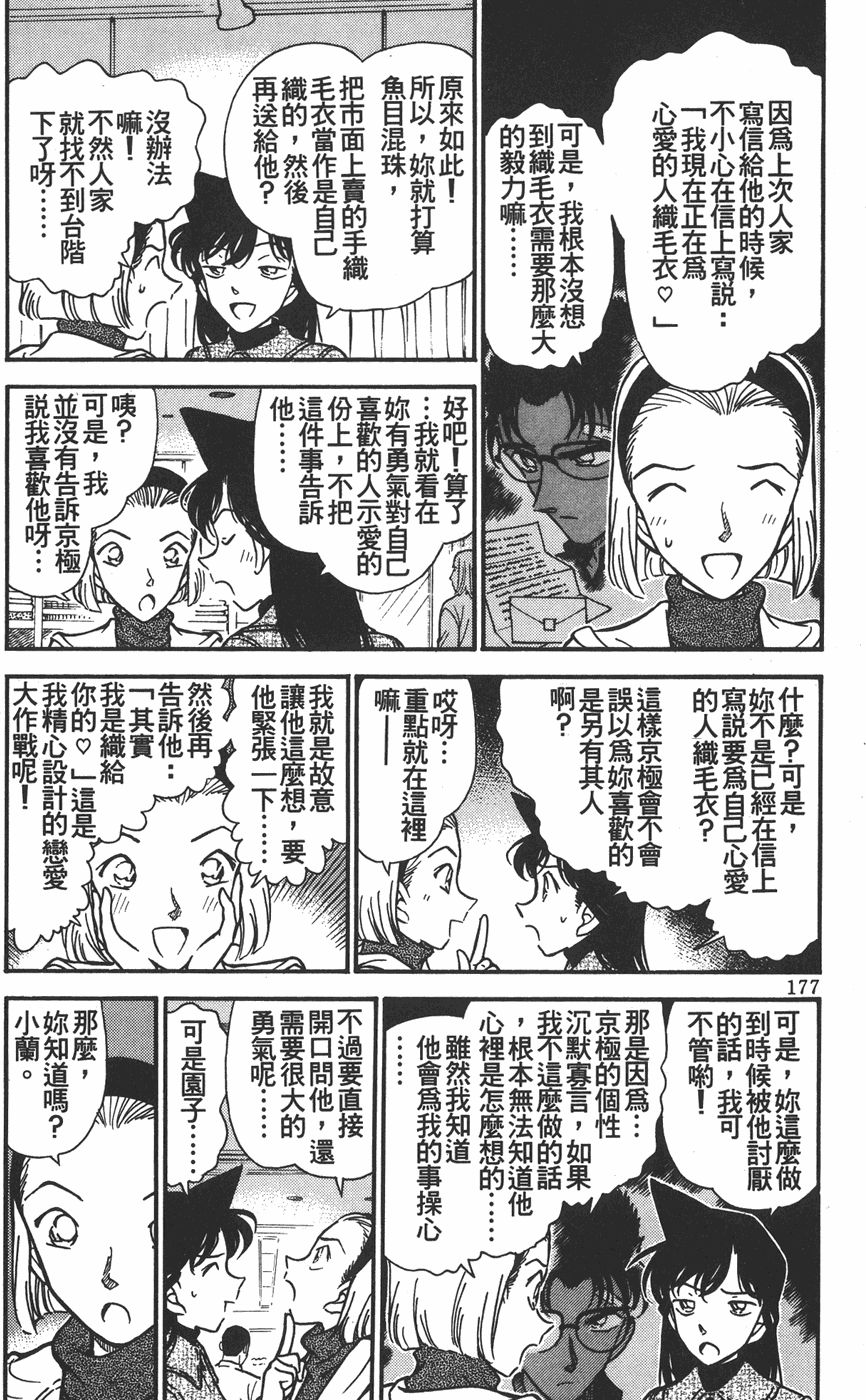 因爲上次人家
寫信給他的時候，
不小心在信上寫説：
「我現在正在爲
心愛的人織毛衣♡」
可是，我根本沒想
到織毛衣需要那麼大
的毅力嘛……
原來如此！
所以，妳就打算
魚目混珠，
把市面上賣的手織
毛衣當作是自己
織的，然後
再送給他？
沒辦法
嘛！
不然人家
就找不到台階
下了呀……
好吧！算了
…我就看在
妳有勇氣對自己
喜歡的人示愛的
份上，不把
這件事告訴
他……
咦？
可是，我
並沒有告訴京極
説我喜歡他呀…
什麼？可是，
妳不是已經在信上
寫説要爲自己心愛
的人織毛衣？
這樣京極會不會
誤以爲妳喜歡的
是另有其人
啊？
哎呀…
重點就在這裡
嘛——
我就是故意
讓他這麼想，要
他緊張一下……
然後再
告訴他：
「其實
我是織給
你的♡」這是
我精心設計的戀愛
大作戰呢！
177
可是，妳這麼做
到時候被他討厭
的話，我可
不管喲！
那是因爲…
京極的個性
沉默寡言，如果
我不這麼做的話
，根本無法知道他
心裡是怎麼想的……
雖然我知道
他會爲我的事操心
……
不過要直接
開口問他，還
需要很大的
勇氣呢……
可是園子……
那麼，
妳知道嗎？
小蘭。